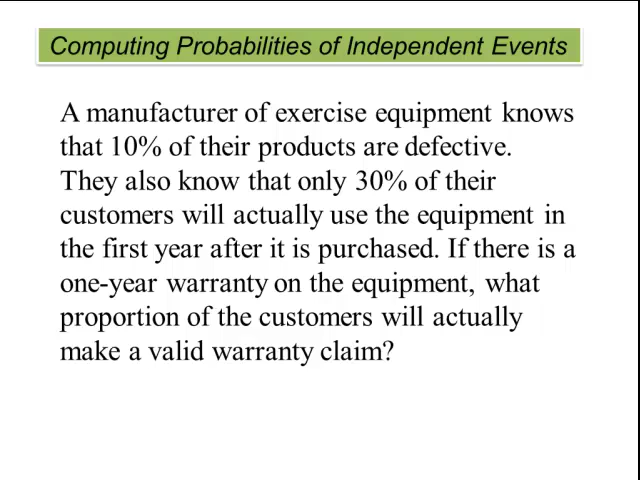 Computing Probabilities of Independent Events
A manufacturer of exercise equipment knows
that 10% of their products are defective.
They also know that only 30% of their
customers will actually use the equipment in
the first year after it is purchased. If there is a
one-year warranty on the equipment, what
proportion of the customers will actually
make a valid warranty claim?